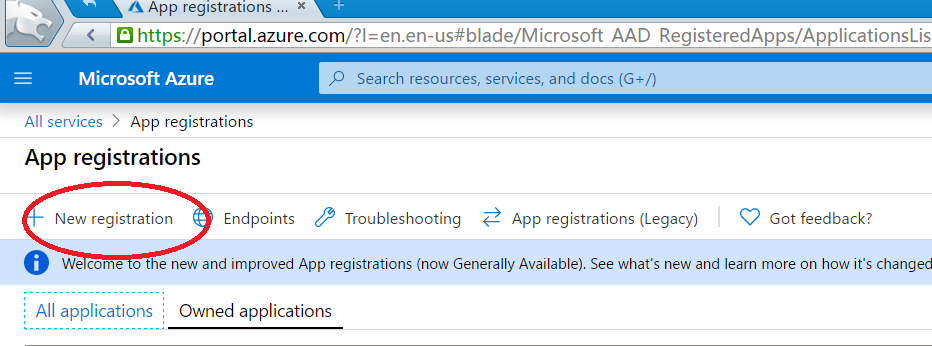 App registrations ...
https://portal.azure.com/?l=en.en-us#blade/Microsoft_AAD_RegisteredApps/ApplicationsLis
Microsoft Azure
Search resources, services, and docs (G+/)
All services > App registrations
App registrations
New registration Endpoints Troubleshooting App registrations (Legacy) Got feedback?
Welcome to the new and improved App registrations (now Generally Available). See what's new and learn more on how it's changed
All applications Owned applications